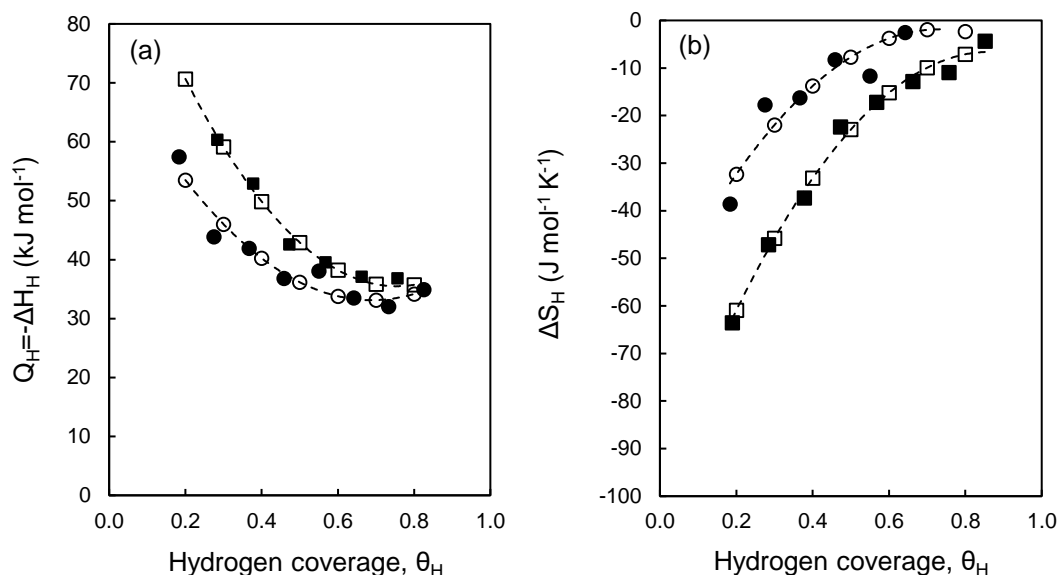 (a)
80
70
60
50
40
30
20
10
0
Q_H=-ΔH_H (kJ mol⁻¹)
0.0 0.2 0.4 0.6 0.8 1.0
Hydrogen coverage, θ_H
(b)
0
-10
-20
-30
-40
-50
-60
-70
-80
-90
-100
ΔS_H (J mol⁻¹ K⁻¹)
0.0 0.2 0.4 0.6 0.8 1.0
Hydrogen coverage, θ_H